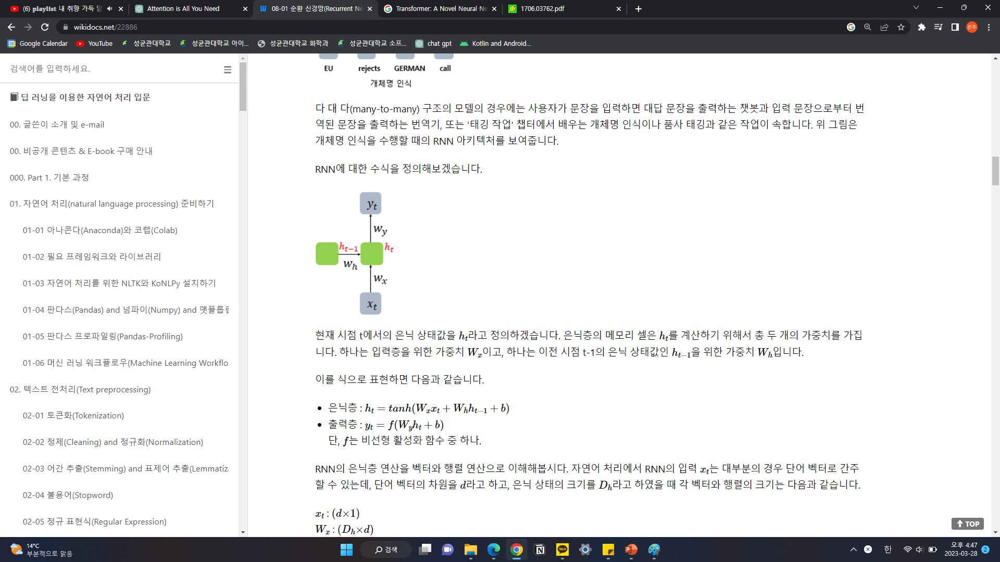 (6) playlist 내 취향 가득 담
Attention is All You Need
08-01 순환 신경망(Recurrent Ne
Transformer: A Novel Neural Ne
1706.03762.pdf
wikidocs.net/22886
은주
28
Google Calendar
YouTube
성균관대학교
성균관대학교 아이...
성균관대학교 화학과
성균관대학교 소프...
chat gpt
Kotlin and Android...
검색어를 입력하세요.
딥 러닝을 이용한 자연어 처리 입문
00. 글쓴이 소개 및 e-mail
00. 비공개 콘텐츠 & E-book 구매 안내
000. Part 1. 기본 과정
01. 자연어 처리(natural language processing) 준비하기
01-01 아나콘다(Anaconda)와 코랩(Colab)
01-02 필요 프레임워크와 라이브러리
01-03 자연어 처리를 위한 NLTK와 KoNLPy 설치하기
01-04 판다스(Pandas) and 넘파이(Numpy) and 맷플롭립
01-05 판다스 프로파일링(Pandas-Profiling)
01-06 머신 러닝 워크플로우(Machine Learning Workflo
02. 텍스트 전처리(Text preprocessing)
02-01 토큰화(Tokenization)
02-02 정제(Cleaning) and 정규화(Normalization)
02-03 어간 추출(Stemming) and 표제어 추출(Lemmatiza
02-04 불용어(Stopword)
02-05 정규 표현식(Regular Expression)
EU rejects GERMAN call
개체명 인식
다 대 다(many-to-many) 구조의 모델의 경우에는 사용자가 문장을 입력하면 대답 문장을 출력하는 챗봇과 입력 문장으로부터 번
역된 문장을 출력하는 번역기, 또는 '태깅 작업' 챕터에서 배우는 개체명 인식이나 품사 태깅과 같은 작업이 속합니다. 위 그림은
개체명 인식을 수행할 때의 RNN 아키텍처를 보여줍니다.
RNN에 대한 수식을 정의해보겠습니다.
y_t
w_y
h_{t−1} h_t
w_h
w_x
x_t
현재 시점 t에서의 은닉 상태값을 h_t라고 정의하겠습니다. 은닉층의 메모리 셀은 h_t를 계산하기 위해서 총 두 개의 가중치를 가집
니다. 하나는 입력층을 위한 가중치 W_x이고, 하나는 이전 시점 t-1의 은닉 상태값인 h_{t−1}을 위한 가중치 W_h입니다.
이를 식으로 표현하면 다음과 같습니다.
• 은닉층 : h_t = tanh(W_x x_t + W_h h_{t−1} + b)
• 출력층 : y_t = f(W_y h_t + b)
단, f는 비선형 활성화 함수 중 하나.
RNN의 은닉층 연산을 벡터와 행렬 연산으로 이해해봅시다. 자연어 처리에서 RNN의 입력 x_t는 대부분의 경우 단어 벡터로 간주
할 수 있는데, 단어 벡터의 차원을 d라고 하고, 은닉 상태의 크기를 D_h라고 하였을 때 각 벡터와 행렬의 크기는 다음과 같습니다.
x_t : (d×1)
W_x : (D_h×d)
TOP
14°C
부분적으로 맑음
검색
TALK
한
오후 4:47
2023-03-28
2